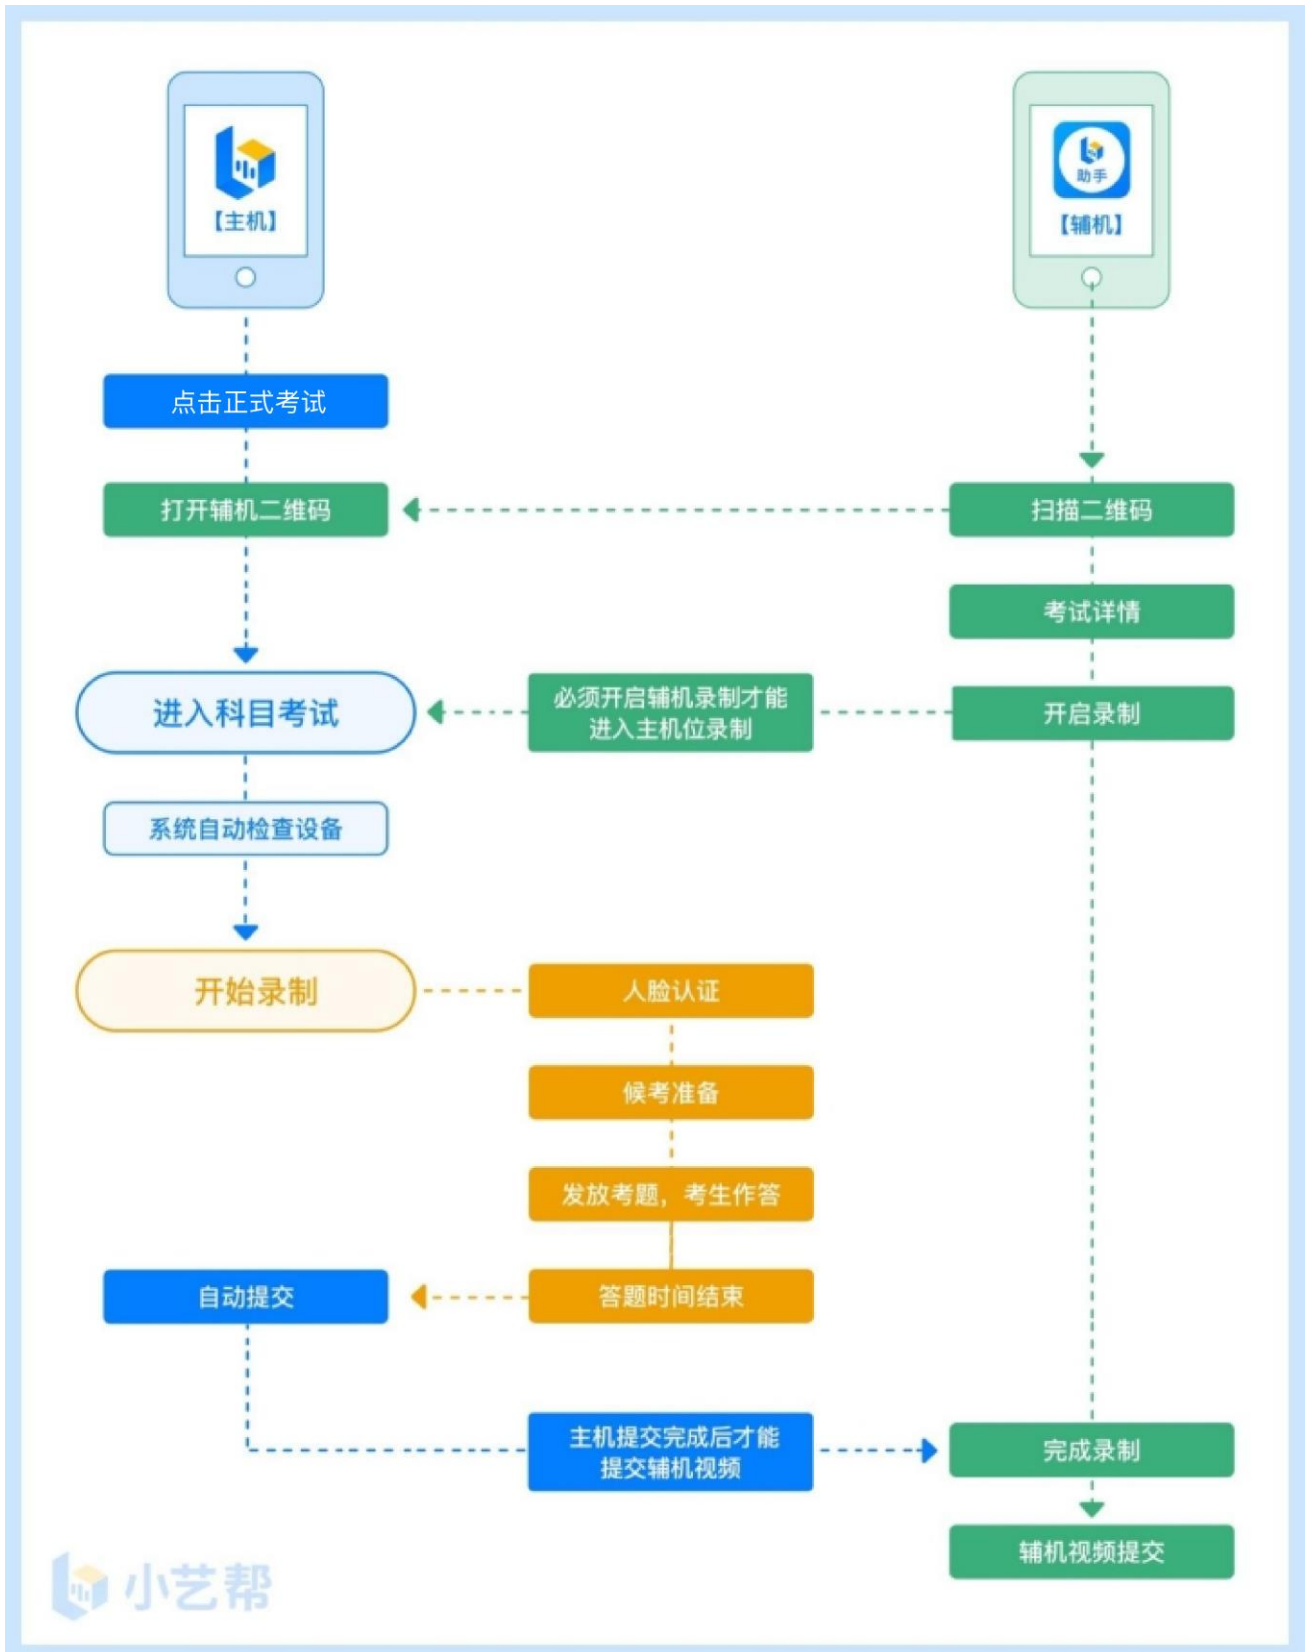 【主机】
助手
【辅机】
点击正式考试
打开辅机二维码
扫描二维码
考试详情
进入科目考试
必须开启辅机录制才能
进入主机位录制
开启录制
系统自动检查设备
开始录制
人脸认证
候考准备
发放考题，考生作答
自动提交
答题时间结束
主机提交完成后才能
提交辅机视频
完成录制
辅机视频提交
小艺帮